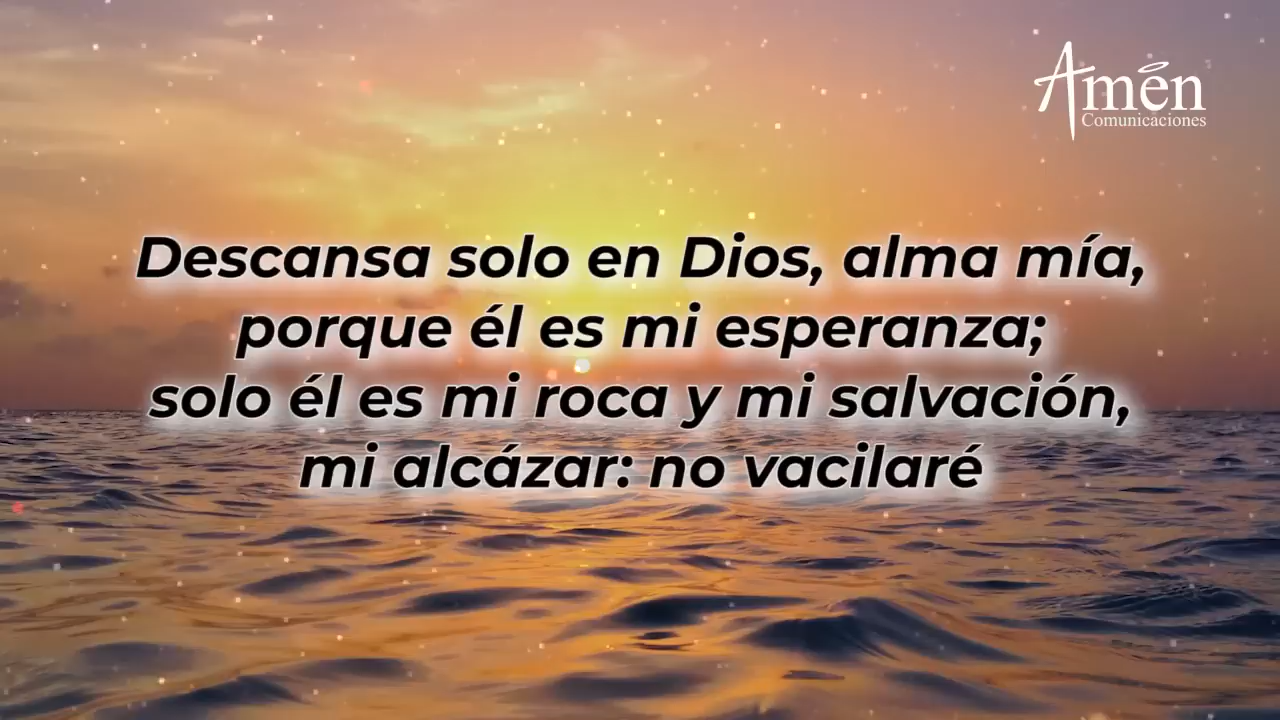 Amén
Comunicaciones
Descansa solo en Dios, alma mía,
porque él es mi esperanza;
solo él es mi roca y mi salvación,
mi alcázar: no vacilaré